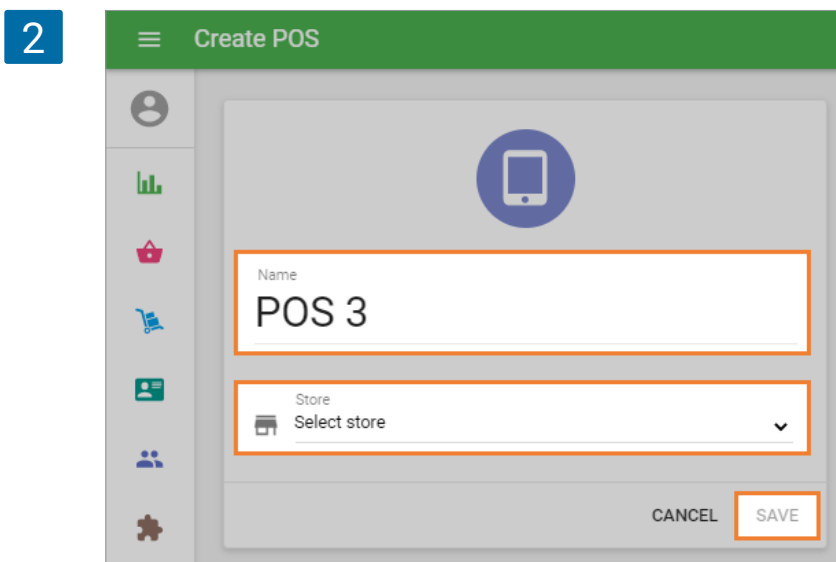 2
Create POS
Name
POS 3
Store
Select store
CANCEL SAVE